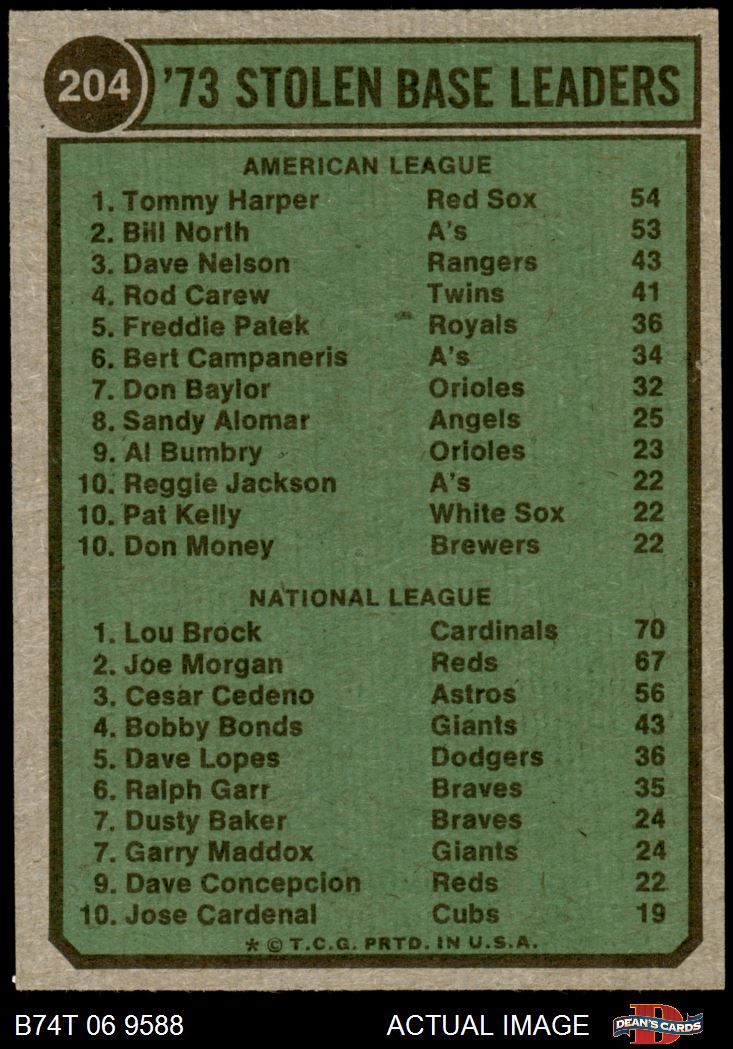 204 '73 STOLEN BASE LEADERS
AMERICAN LEAGUE
1. Tommy Harper Red Sox 54
2. Bill North A's 53
3. Dave Nelson Rangers 43
4. Rod Carew Twins 41
5. Freddie Patek Royals 36
6. Bert Campaneris A's 34
7. Don Baylor Orioles 32
8. Sandy Alomar Angels 25
9. Al Bumbry Orioles 23
10. Reggie Jackson A's 22
10. Pat Kelly White Sox 22
10. Don Money Brewers 22
NATIONAL LEAGUE
1. Lou Brock Cardinals 70
2. Joe Morgan Reds 67
3. Cesar Cedeno Astros 56
4. Bobby Bonds Giants 43
5. Dave Lopes Dodgers 36
6. Ralph Garr Braves 35
7. Dusty Baker Braves 24
7. Garry Maddox Giants 24
9. Dave Concepcion Reds 22
10. Jose Cardenal Cubs 19
* © T.C.G. PRTD. IN U.S.A.
B74T 06 9588 ACTUAL IMAGE D DEAN'S CARDS